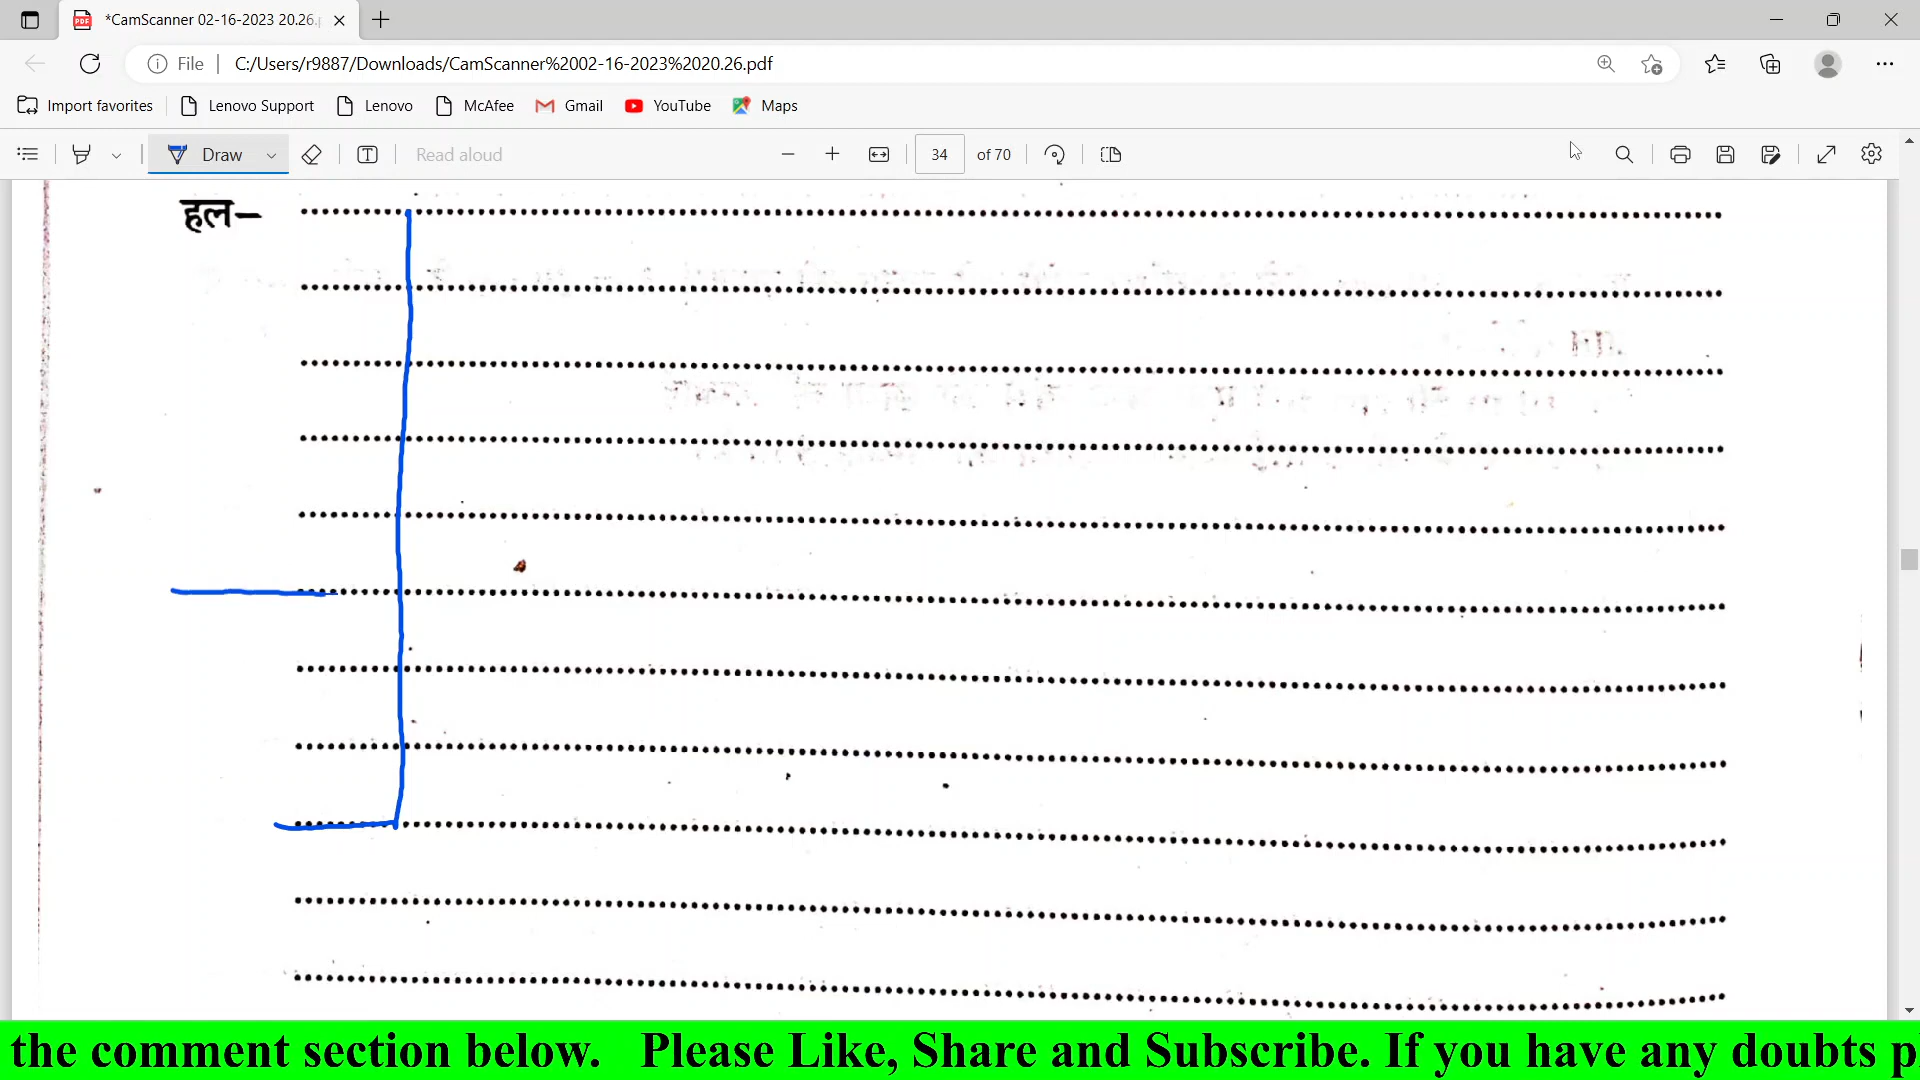 *CamScanner 02-16-2023 20.26.
File C:/Users/r9887/Downloads/CamScanner%2002-16-2023%2020.26.pdf
Import favorites Lenovo Support Lenovo McAfee Gmail YouTube Maps
Draw Read aloud 34 of 70
हल–
the comment section below. Please Like, Share and Subscribe. If you have any doubts p